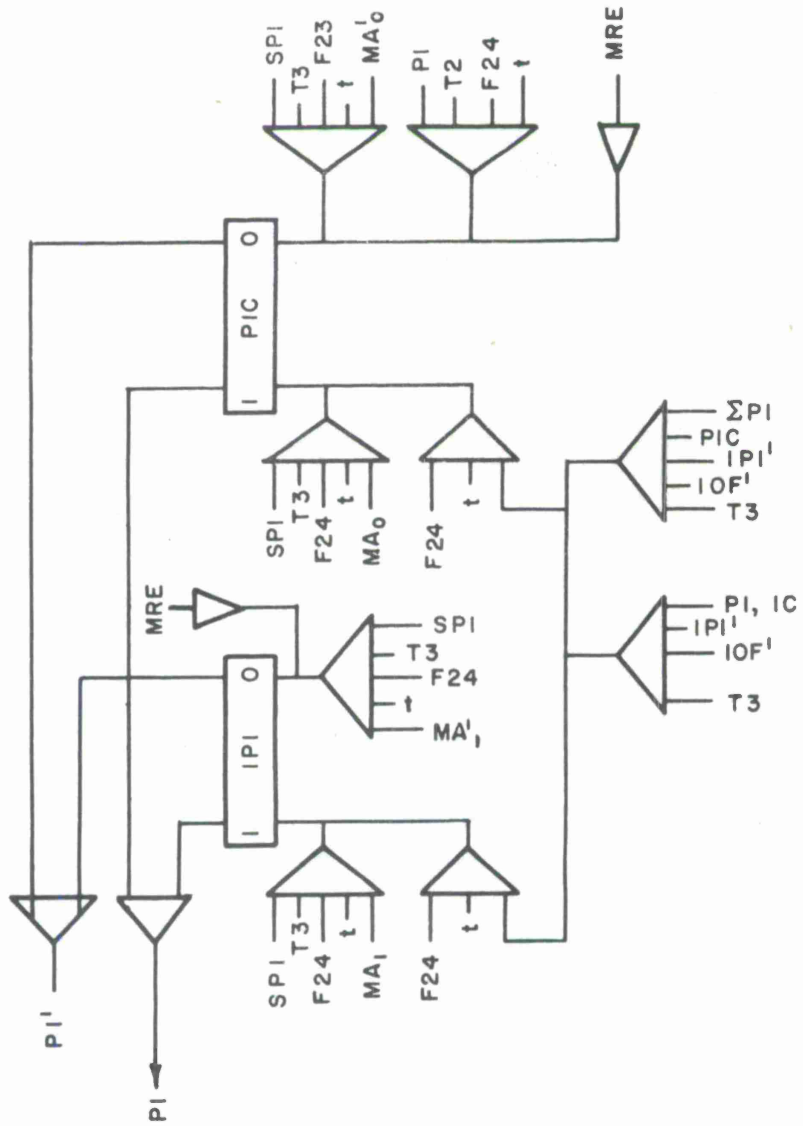 SPI
T3
F23
t
MA'0
PI
T2
F24
t
MRE
O
PIC
I
SPI
T3
F24
t
MA0
F24
t
ΣPI
PIC
IPI'
IOF'
T3
MRE
O
IPI
I
SPI
T3
F24
t
MA'1
PI, IC
IPI'
IOF'
T3
SPI
T3
F24
t
MA1
F24
t
PI'
PI